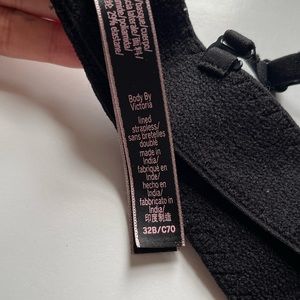 Body By
Victoria
lined
strapless/
sans bretelles
doublé
made in
India/
fabriqué en
Inde/
hecho en
India/
fabbricato in
India/
印度制造
32B/C70